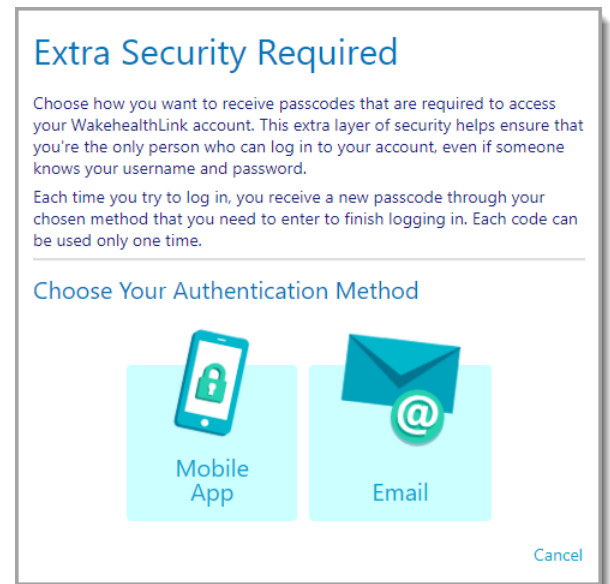 Extra Security Required
Choose how you want to receive passcodes that are required to access
your WakehealthLink account. This extra layer of security helps ensure that
you're the only person who can log in to your account, even if someone
knows your username and password.
Each time you try to log in, you receive a new passcode through your
chosen method that you need to enter to finish logging in. Each code can
be used only one time.
Choose Your Authentication Method
@
Mobile
App
Email
Cancel